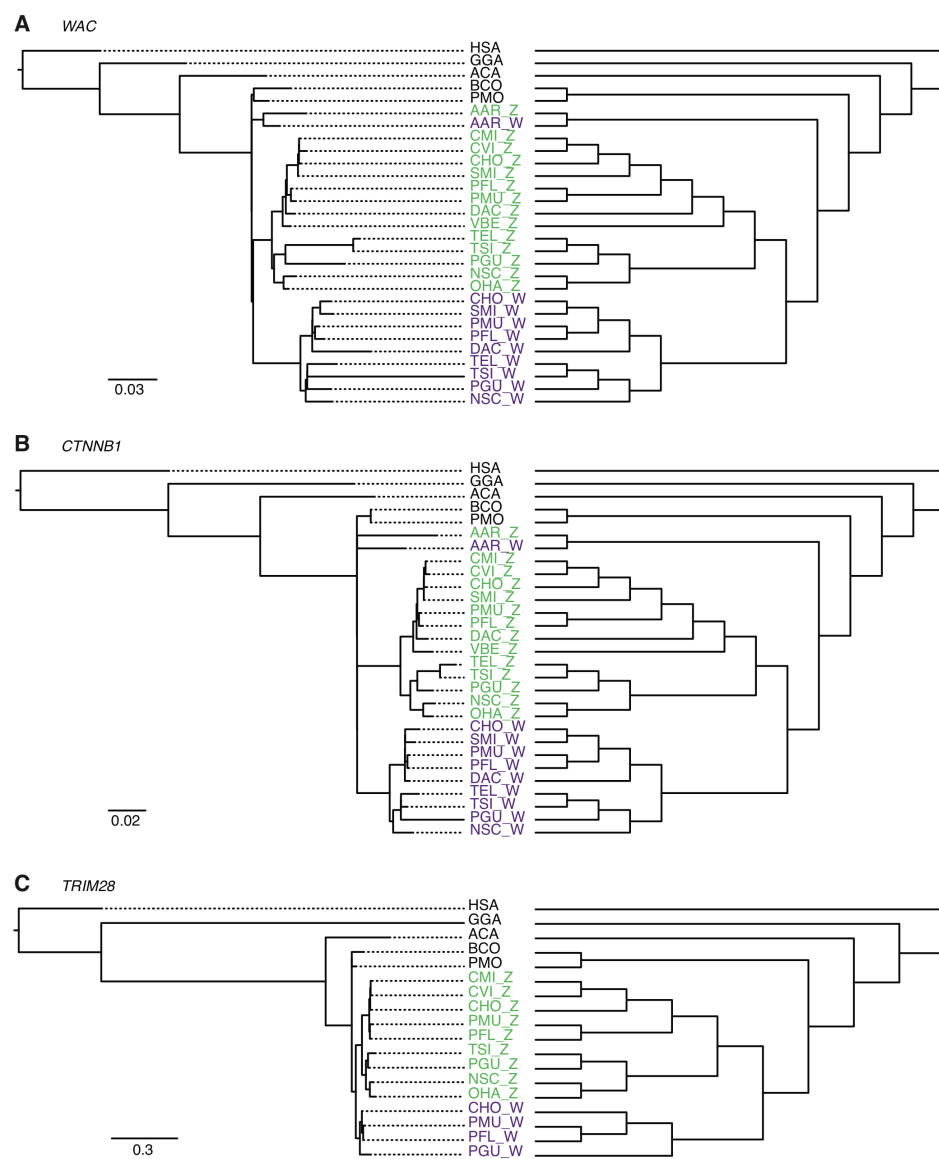 A WAC
HSA
GGA
ACA
BCO
PMO
AAR_Z
AAR_W
CMI_Z
CVI_Z
CHO_Z
SMI_Z
PFL_Z
PMU_Z
DAC_Z
VBE_Z
TEL_Z
TSI_Z
PGU_Z
NSC_Z
OHA_Z
CHO_W
SMI_W
PMU_W
PFL_W
DAC_W
TEL_W
TSI_W
PGU_W
NSC_W
0.03
B CTNNB1
HSA
GGA
ACA
BCO
PMO
AAR_Z
AAR_W
CMI_Z
CVI_Z
CHO_Z
SMI_Z
PMU_Z
PFL_Z
DAC_Z
VBE_Z
TEL_Z
TSI_Z
PGU_Z
NSC_Z
OHA_Z
CHO_W
SMI_W
PMU_W
PFL_W
DAC_W
TEL_W
TSI_W
PGU_W
NSC_W
0.02
C TRIM28
HSA
GGA
ACA
BCO
PMO
CMI_Z
CVI_Z
CHO_Z
PMU_Z
PFL_Z
TSI_Z
PGU_Z
NSC_Z
OHA_Z
CHO_W
PMU_W
PFL_W
PGU_W
0.3